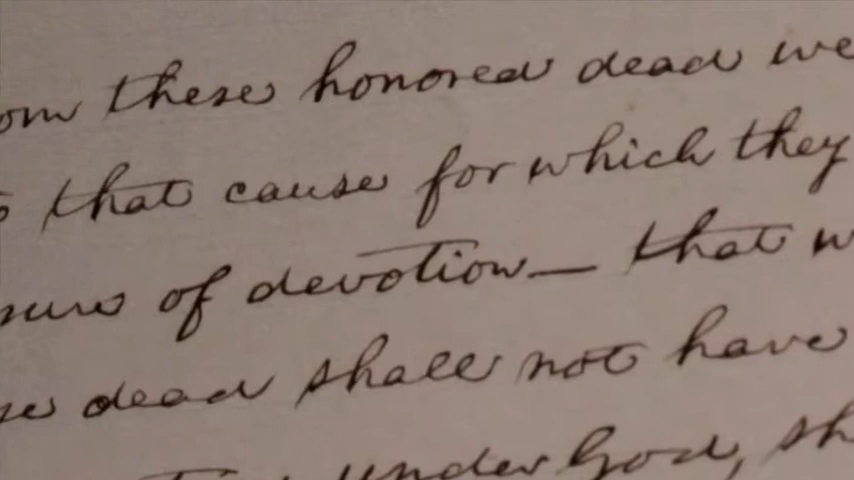 om these honored dead we
that cause for which they
sure of devotion— that w
se dead shall not have
under God, sh